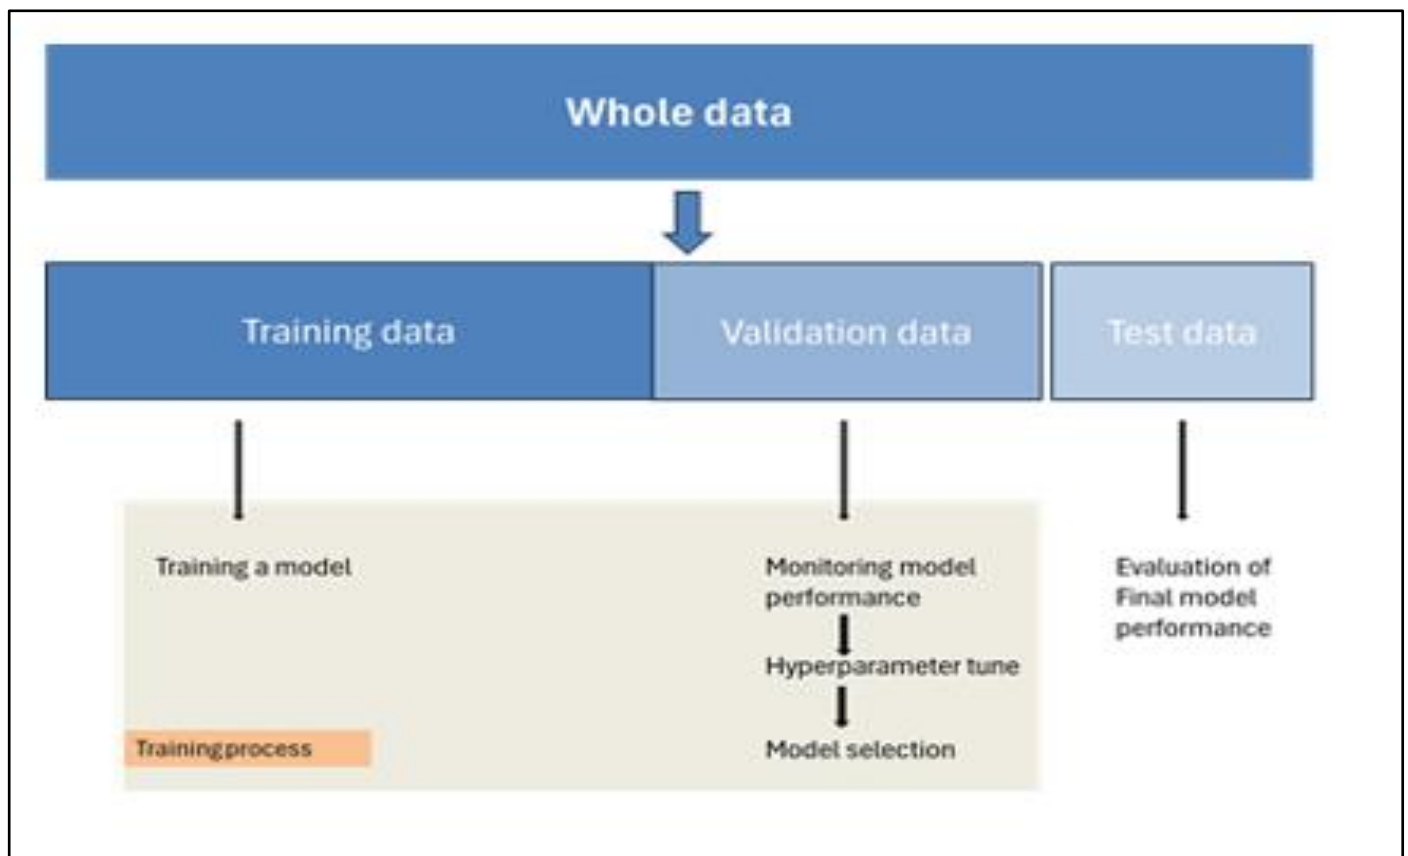 Whole data
Training data
Validation data
Test data
Training a model
Monitoring model
performance
Hyperparameter tune
Model selection
Evaluation of
Final model
performance
Training process